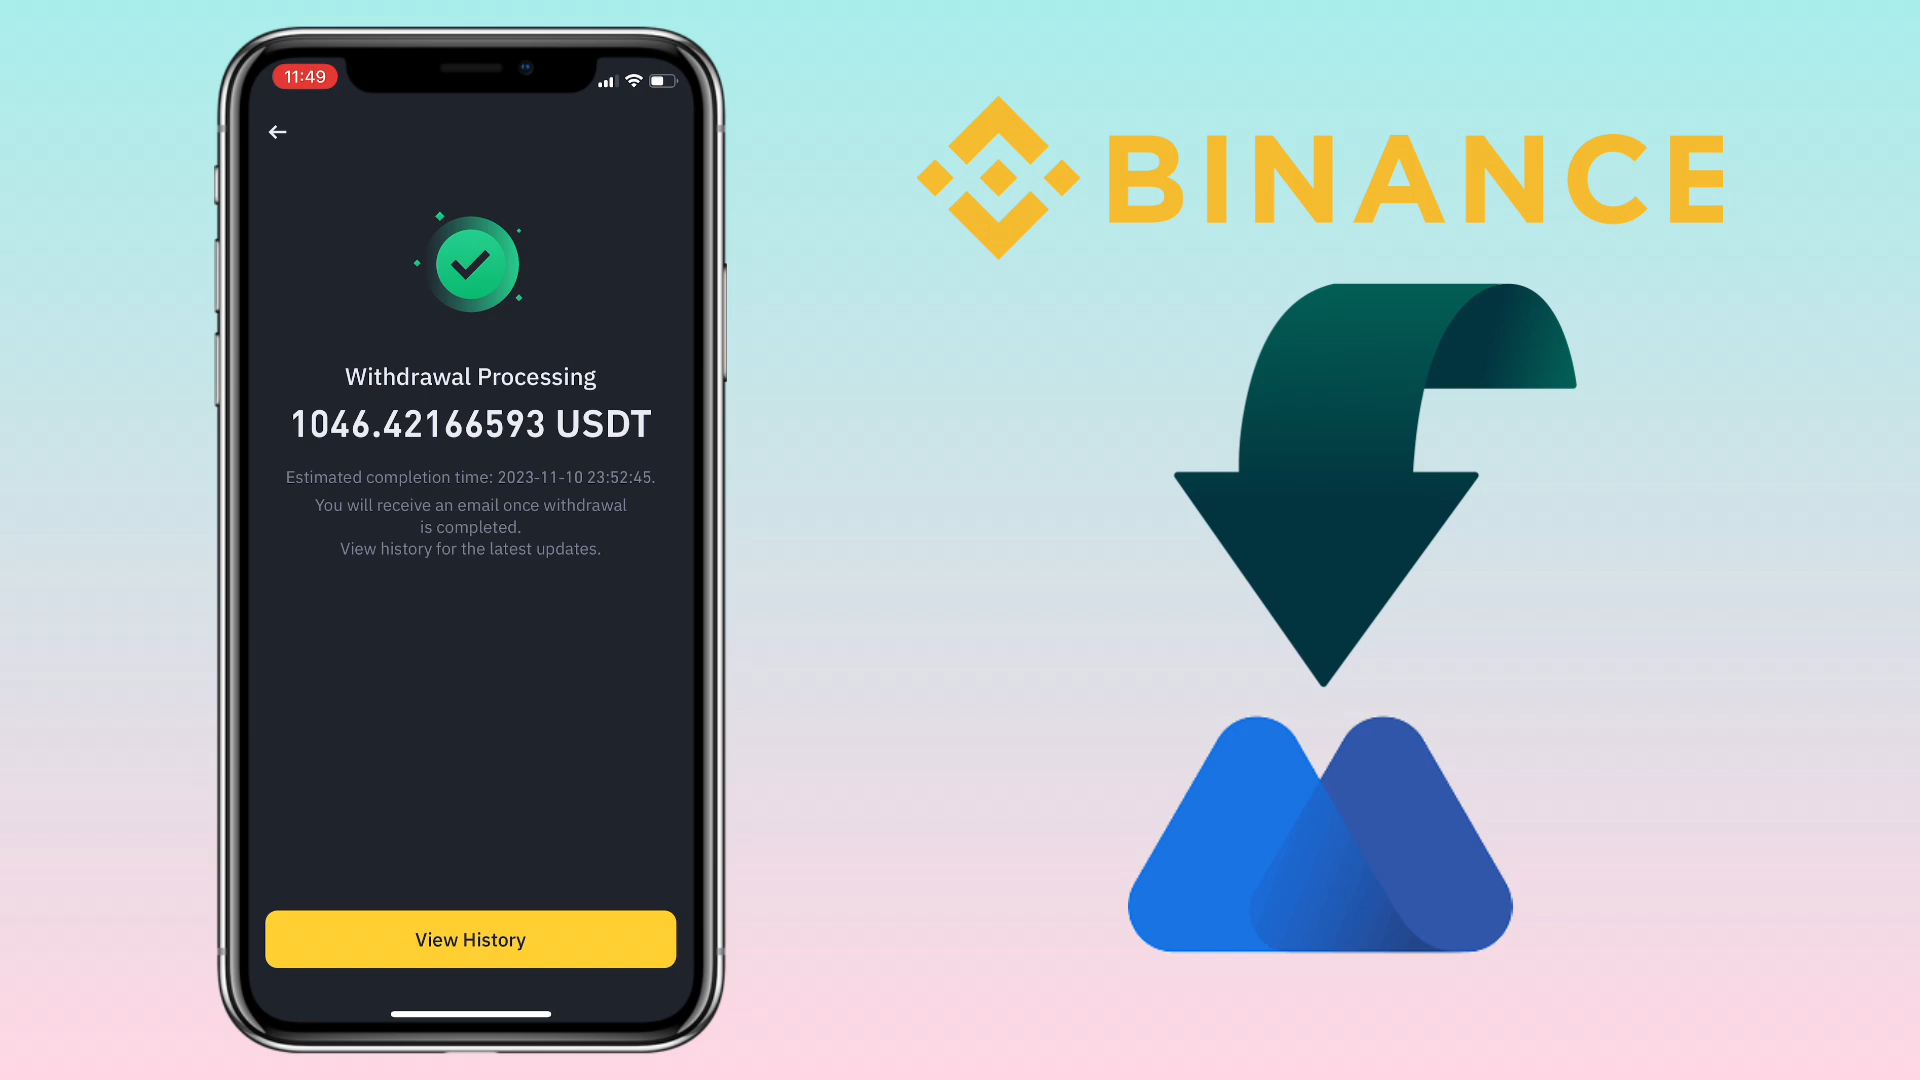 11:49
Withdrawal Processing
1046.42166593 USDT
Estimated completion time: 2023-11-10 23:52:45.
You will receive an email once withdrawal
is completed.
View history for the latest updates.
View History
BINANCE